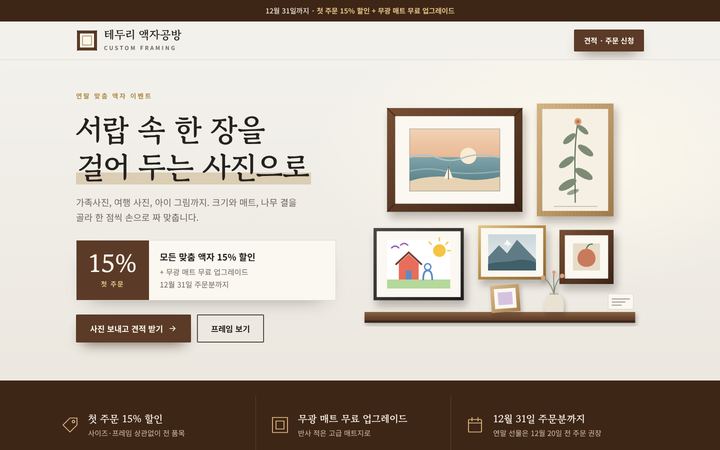 12월 31일까지 · 첫 주문 15% 할인 + 무광 매트 무료 업그레이드
테두리 액자공방
CUSTOM FRAMING
견적 · 주문 신청
연말 맞춤 액자 이벤트
서랍 속 한 장을
걸어 두는 사진으로
가족사진, 여행 사진, 아이 그림까지. 크기와 매트, 나무 결을
골라 한 점씩 손으로 짜 맞춥니다.
15%
첫 주문
모든 맞춤 액자 15% 할인
+ 무광 매트 무료 업그레이드
12월 31일 주문분까지
사진 보내고 견적 받기 →
프레임 보기
첫 주문 15% 할인
사이즈·프레임 상관없이 전 품목
무광 매트 무료 업그레이드
반사 적은 고급 매트지로
12월 31일 주문분까지
연말 선물은 12월 20일 전 주문 권장